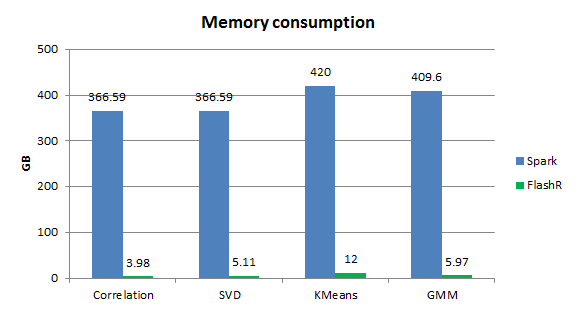 Memory consumption
500
400
300
200
100
0
GB
366.59
366.59
420
409.6
3.98
5.11
12
5.97
Correlation
SVD
KMeans
GMM
Spark
FlashR